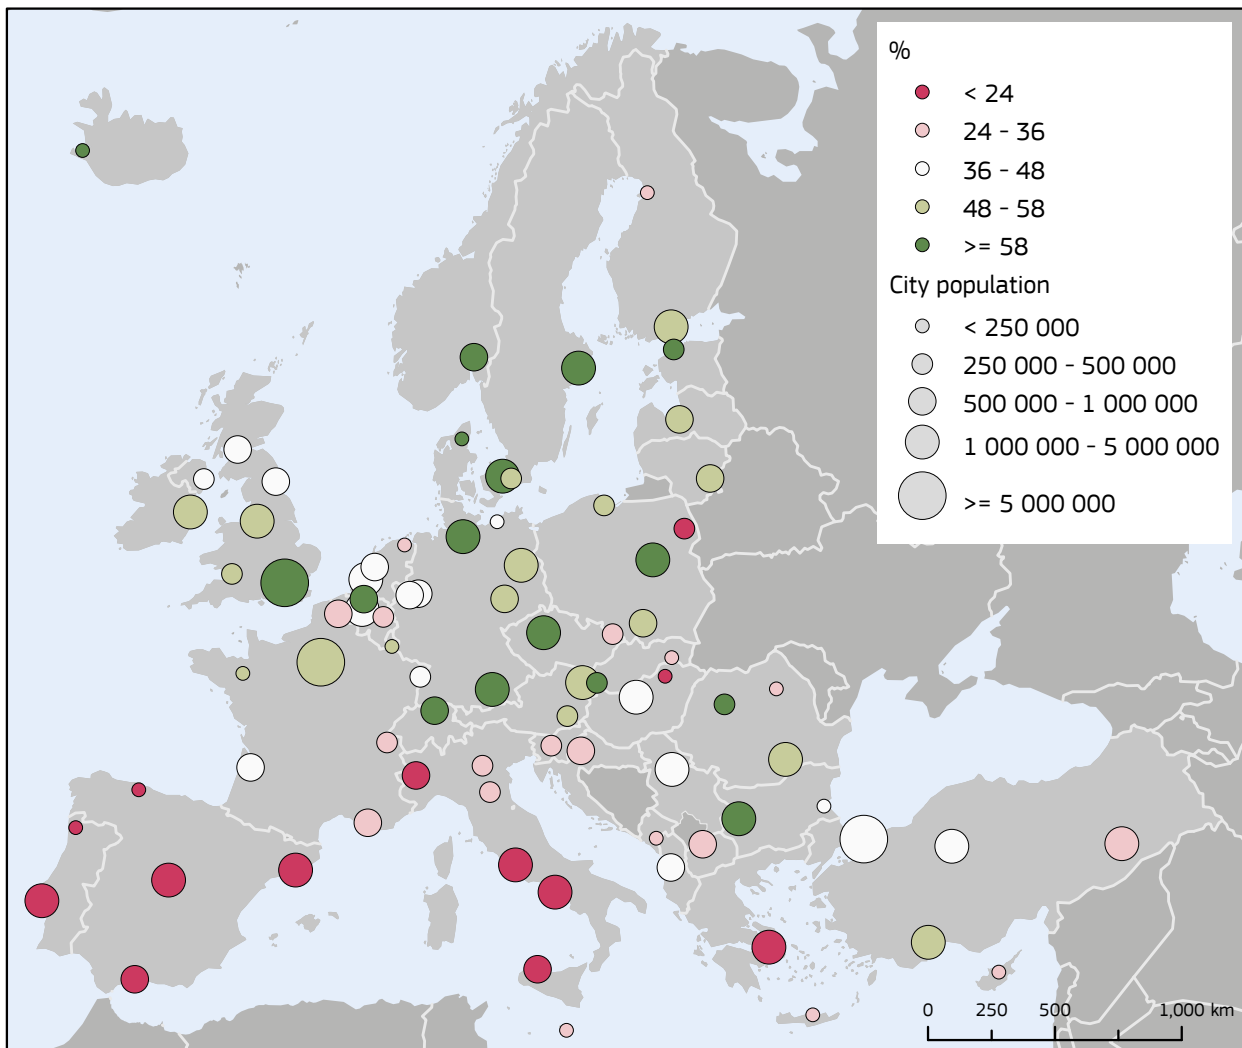 %
< 24
24 - 36
36 - 48
48 - 58
>= 58
City population
< 250 000
250 000 - 500 000
500 000 - 1 000 000
1 000 000 - 5 000 000
>= 5 000 000
0 250 500 1,000 km